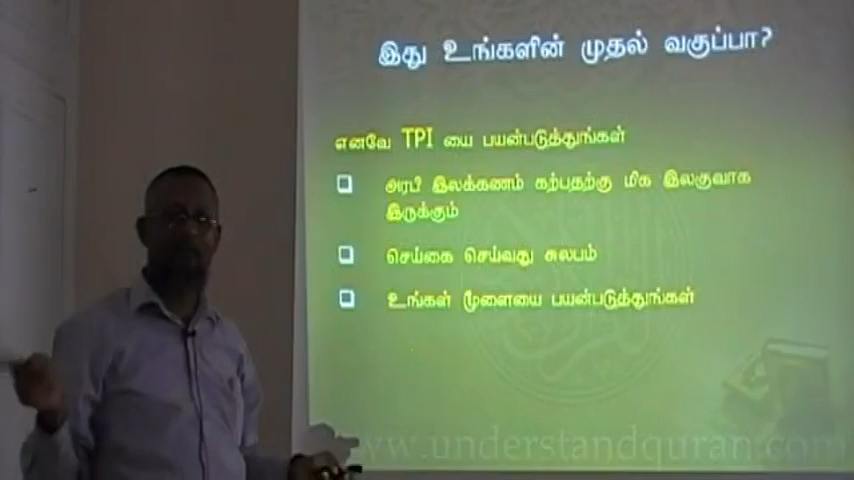 இது உங்களின் முதல் வகுப்பா?
எனவே TPI யை பயன்படுத்துங்கள்
அரபி இலக்கணம் கற்பதற்கு மிக இலகுவாக
இருக்கும்
செய்கை செய்வது சுலபம்
உங்கள் மூளையை பயன்படுத்துங்கள்
www.understandquran.com